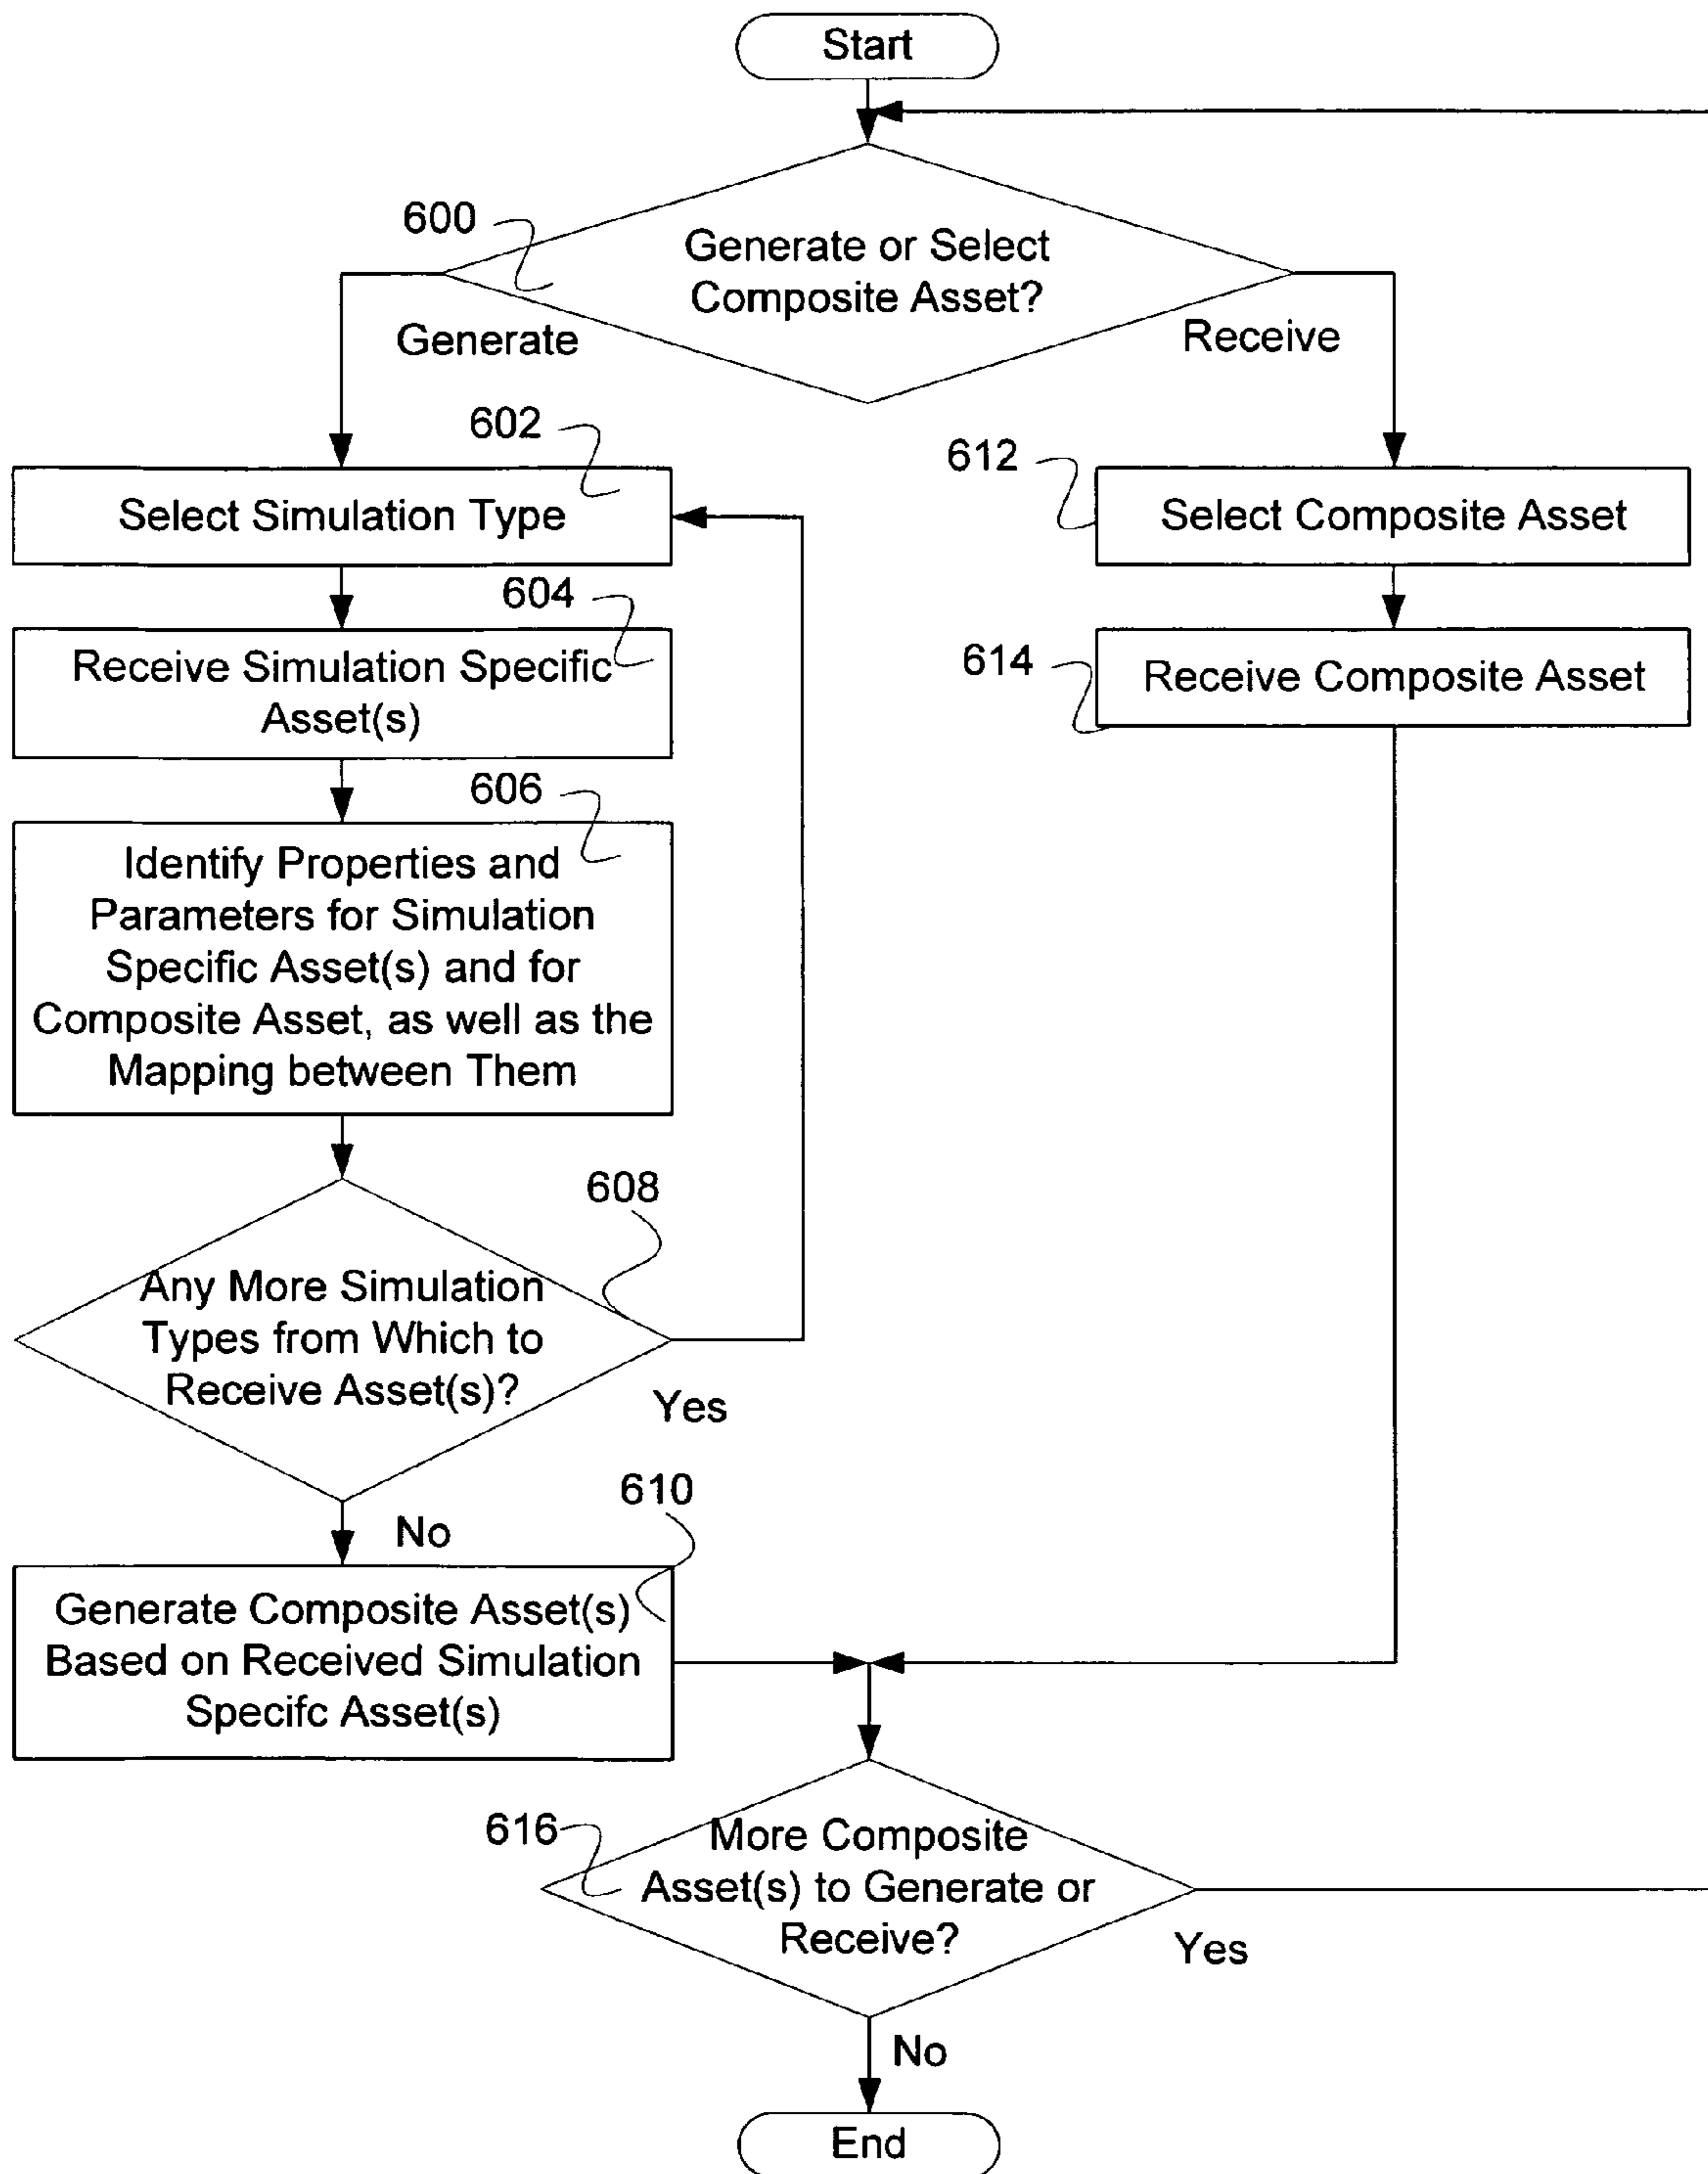 Start
600
Generate or Select
Composite Asset?
Generate
Receive
602
Select Simulation Type
604
Receive Simulation Specific
Asset(s)
606
Identify Properties and
Parameters for Simulation
Specific Asset(s) and for
Composite Asset, as well as the
Mapping between Them
608
Any More Simulation
Types from Which to
Receive Asset(s)?
Yes
No
610
Generate Composite Asset(s)
Based on Received Simulation
Specifc Asset(s)
612
Select Composite Asset
614
Receive Composite Asset
616
More Composite
Asset(s) to Generate or
Receive?
Yes
No
End